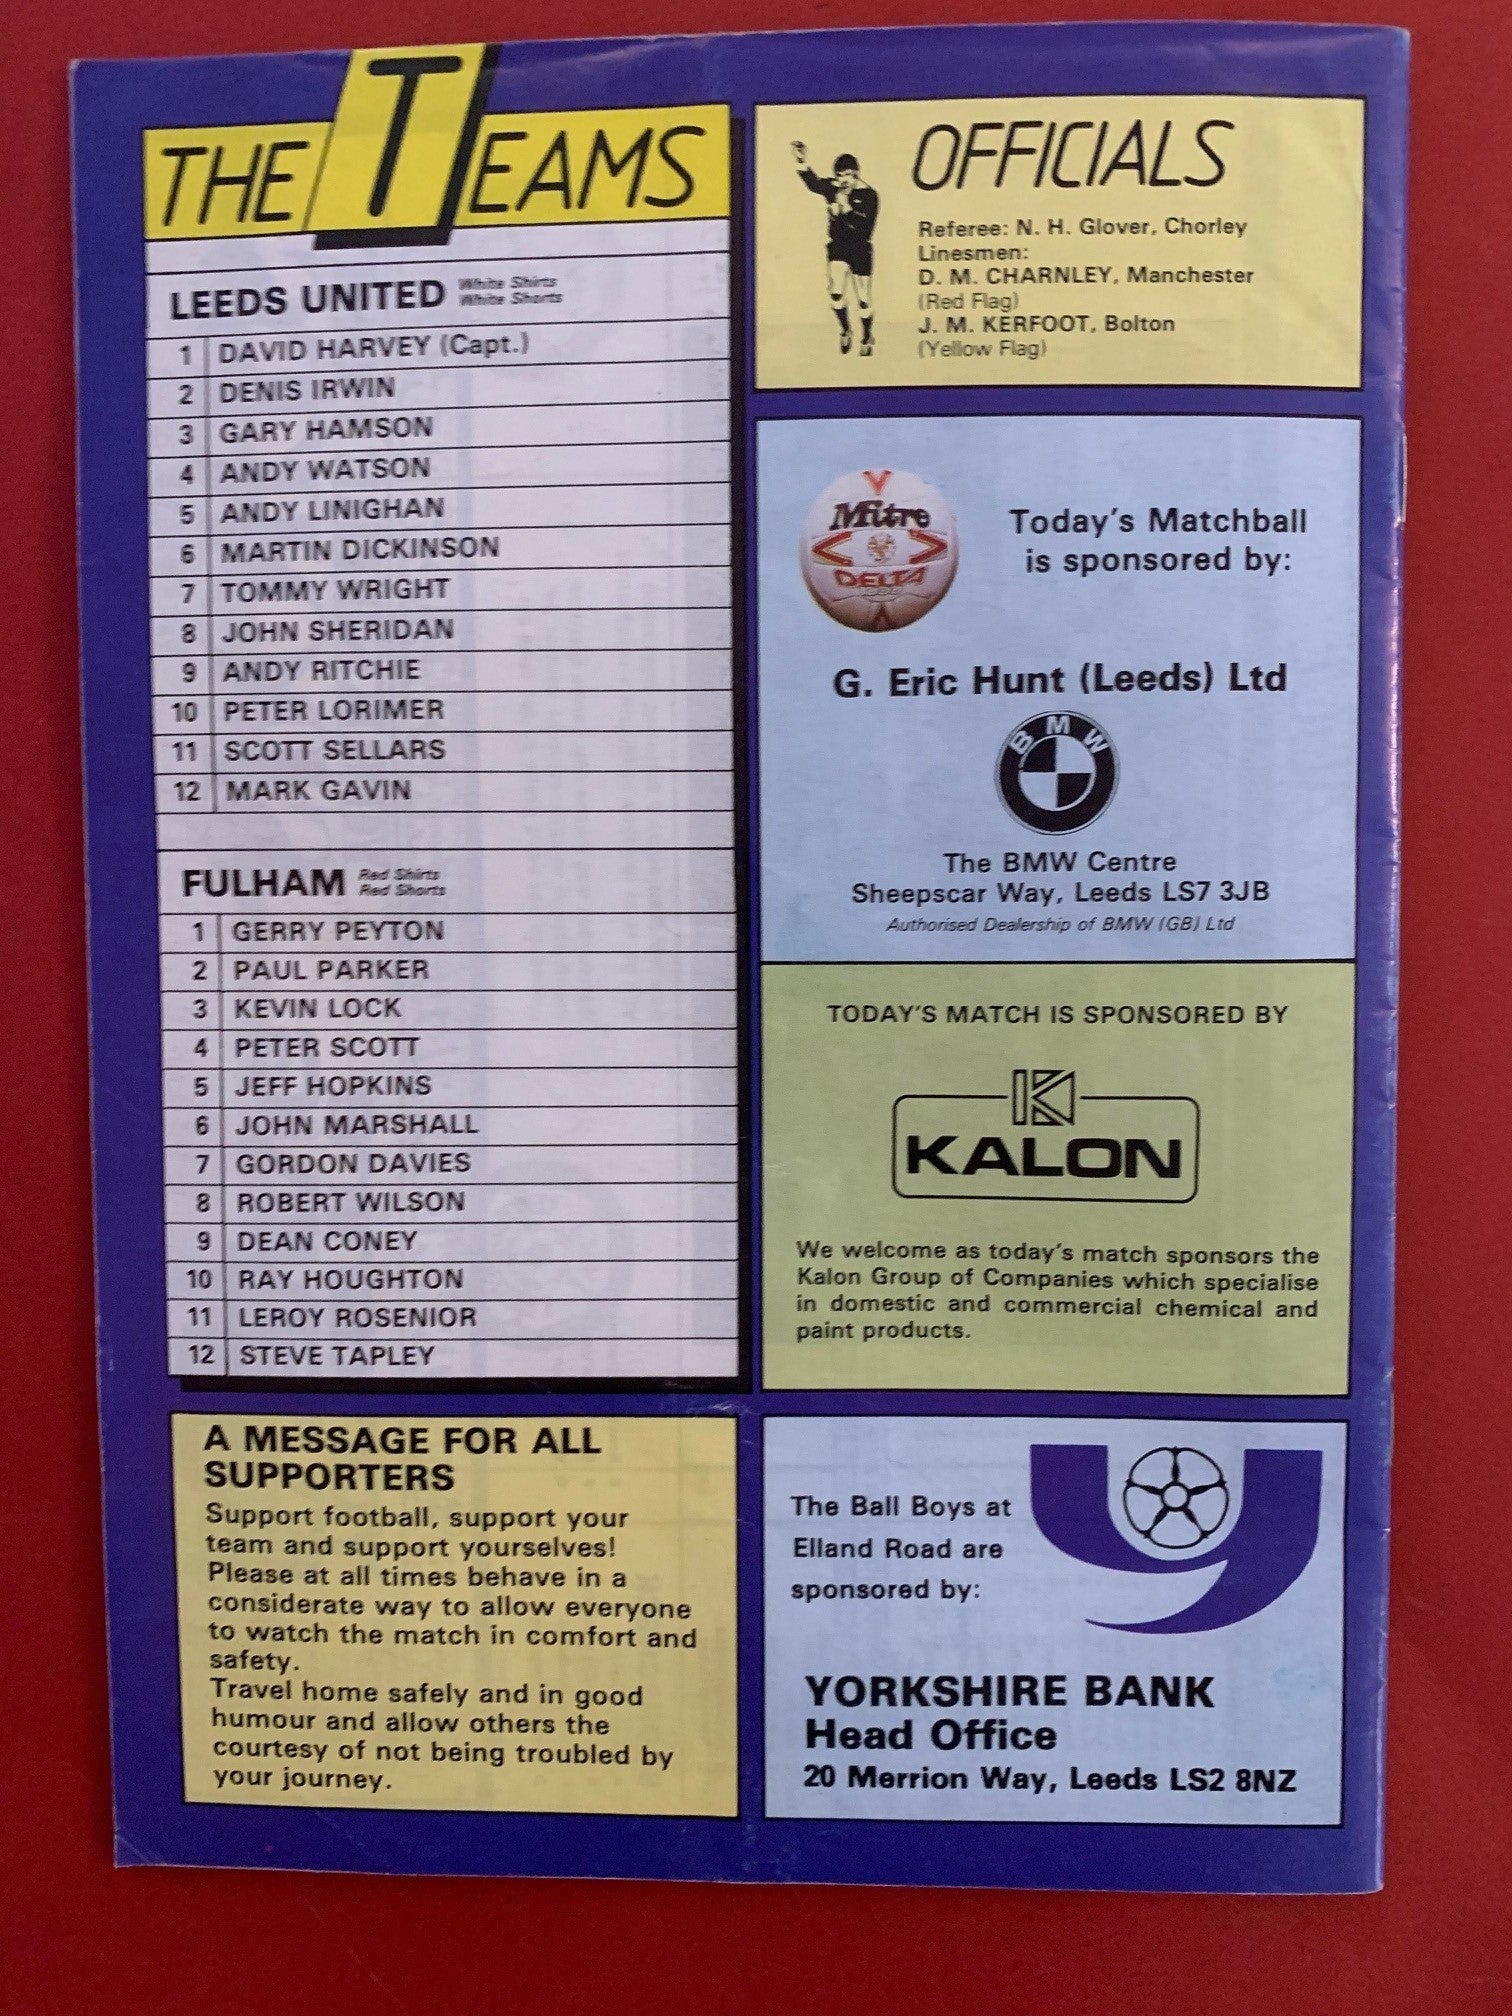 THE TEAMS
LEEDS UNITED White Shirts
White Shorts
1 DAVID HARVEY (Capt.)
2 DENIS IRWIN
3 GARY HAMSON
4 ANDY WATSON
5 ANDY LINIGHAN
6 MARTIN DICKINSON
7 TOMMY WRIGHT
8 JOHN SHERIDAN
9 ANDY RITCHIE
10 PETER LORIMER
11 SCOTT SELLARS
12 MARK GAVIN
FULHAM Red Shirts
Red Shorts
1 GERRY PEYTON
2 PAUL PARKER
3 KEVIN LOCK
4 PETER SCOTT
5 JEFF HOPKINS
6 JOHN MARSHALL
7 GORDON DAVIES
8 ROBERT WILSON
9 DEAN CONEY
10 RAY HOUGHTON
11 LEROY ROSENIOR
12 STEVE TAPLEY
A MESSAGE FOR ALL
SUPPORTERS
Support football, support your
team and support yourselves!
Please at all times behave in a
considerate way to allow everyone
to watch the match in comfort and
safety.
Travel home safely and in good
humour and allow others the
courtesy of not being troubled by
your journey.
OFFICIALS
Referee: N. H. Glover, Chorley
Linesmen:
D. M. CHARNLEY, Manchester
(Red Flag)
J. M. KERFOOT, Bolton
(Yellow Flag)
Mitre
DELTA
Today's Matchball
is sponsored by:
G. Eric Hunt (Leeds) Ltd
BMW
The BMW Centre
Sheepscar Way, Leeds LS7 3JB
Authorised Dealership of BMW (GB) Ltd
TODAY'S MATCH IS SPONSORED BY
K
KALON
We welcome as today's match sponsors the
Kalon Group of Companies which specialise
in domestic and commercial chemical and
paint products.
The Ball Boys at
Elland Road are
sponsored by:
Y
YORKSHIRE BANK
Head Office
20 Merrion Way, Leeds LS2 8NZ